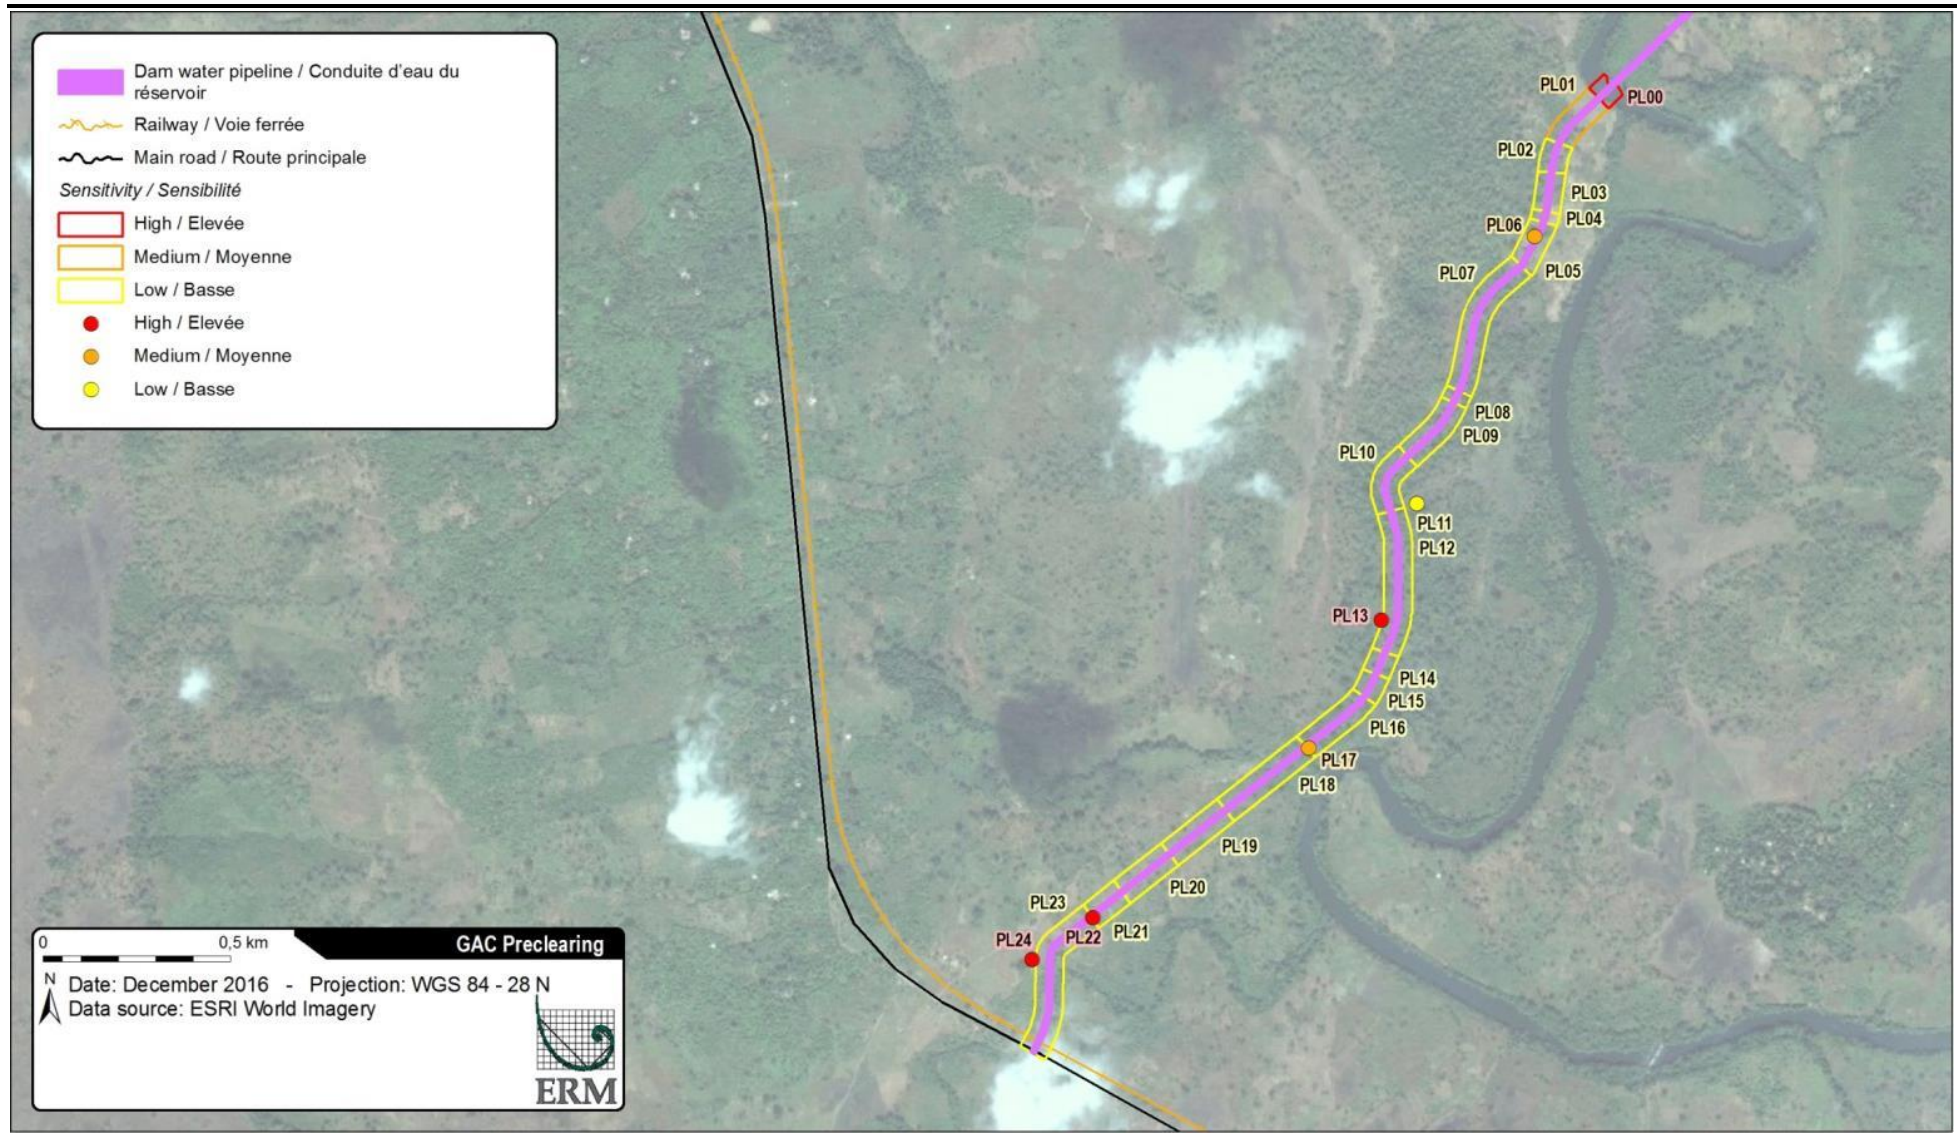 Dam water pipeline / Conduite d'eau du
réservoir
Railway / Voie ferrée
Main road / Route principale
Sensitivity / Sensibilité
High / Elevée
Medium / Moyenne
Low / Basse
High / Elevée
Medium / Moyenne
Low / Basse
PL01
PL00
PL02
PL03
PL04
PL06
PL05
PL07
PL08
PL09
PL10
PL11
PL12
PL13
PL14
PL15
PL16
PL17
PL18
PL19
PL20
PL23
PL21
PL22
PL24
0 0,5 km
GAC Preclearing
N
Date: December 2016 - Projection: WGS 84 - 28 N
Data source: ESRI World Imagery
ERM